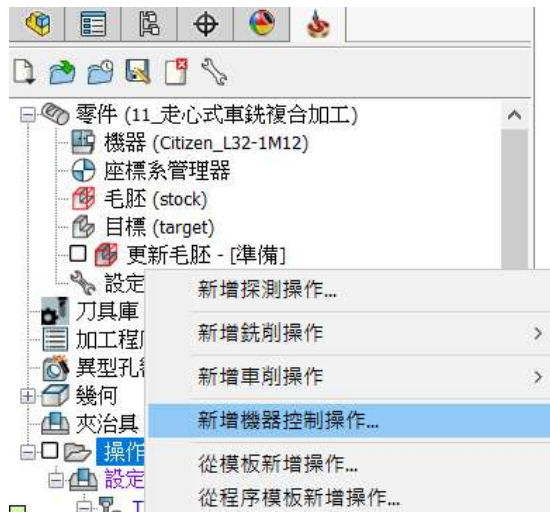 零件 (11_走心式車銑複合加工)
機器 (Citizen_L32-1M12)
座標系管理器
毛胚 (stock)
目標 (target)
更新毛胚 - [準備]
設定
新增探測操作...
刀具庫
新增銑削操作
加工程
異型孔
新增車削操作
幾何
夾治具
新增機器控制操作...
操作
從模板新增操作...
設定
從程序模板新增操作...